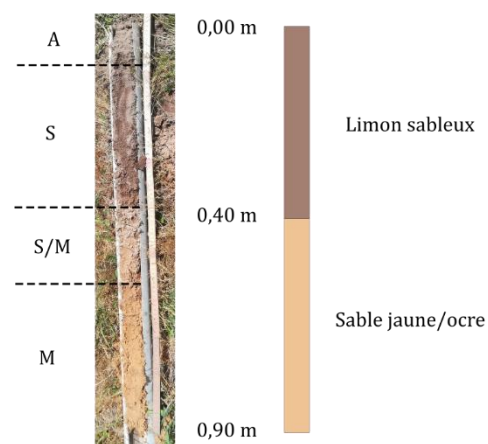 A
0,00 m
S
Limon sableux
0,40 m
S/M
Sable jaune/ocre
M
0,90 m